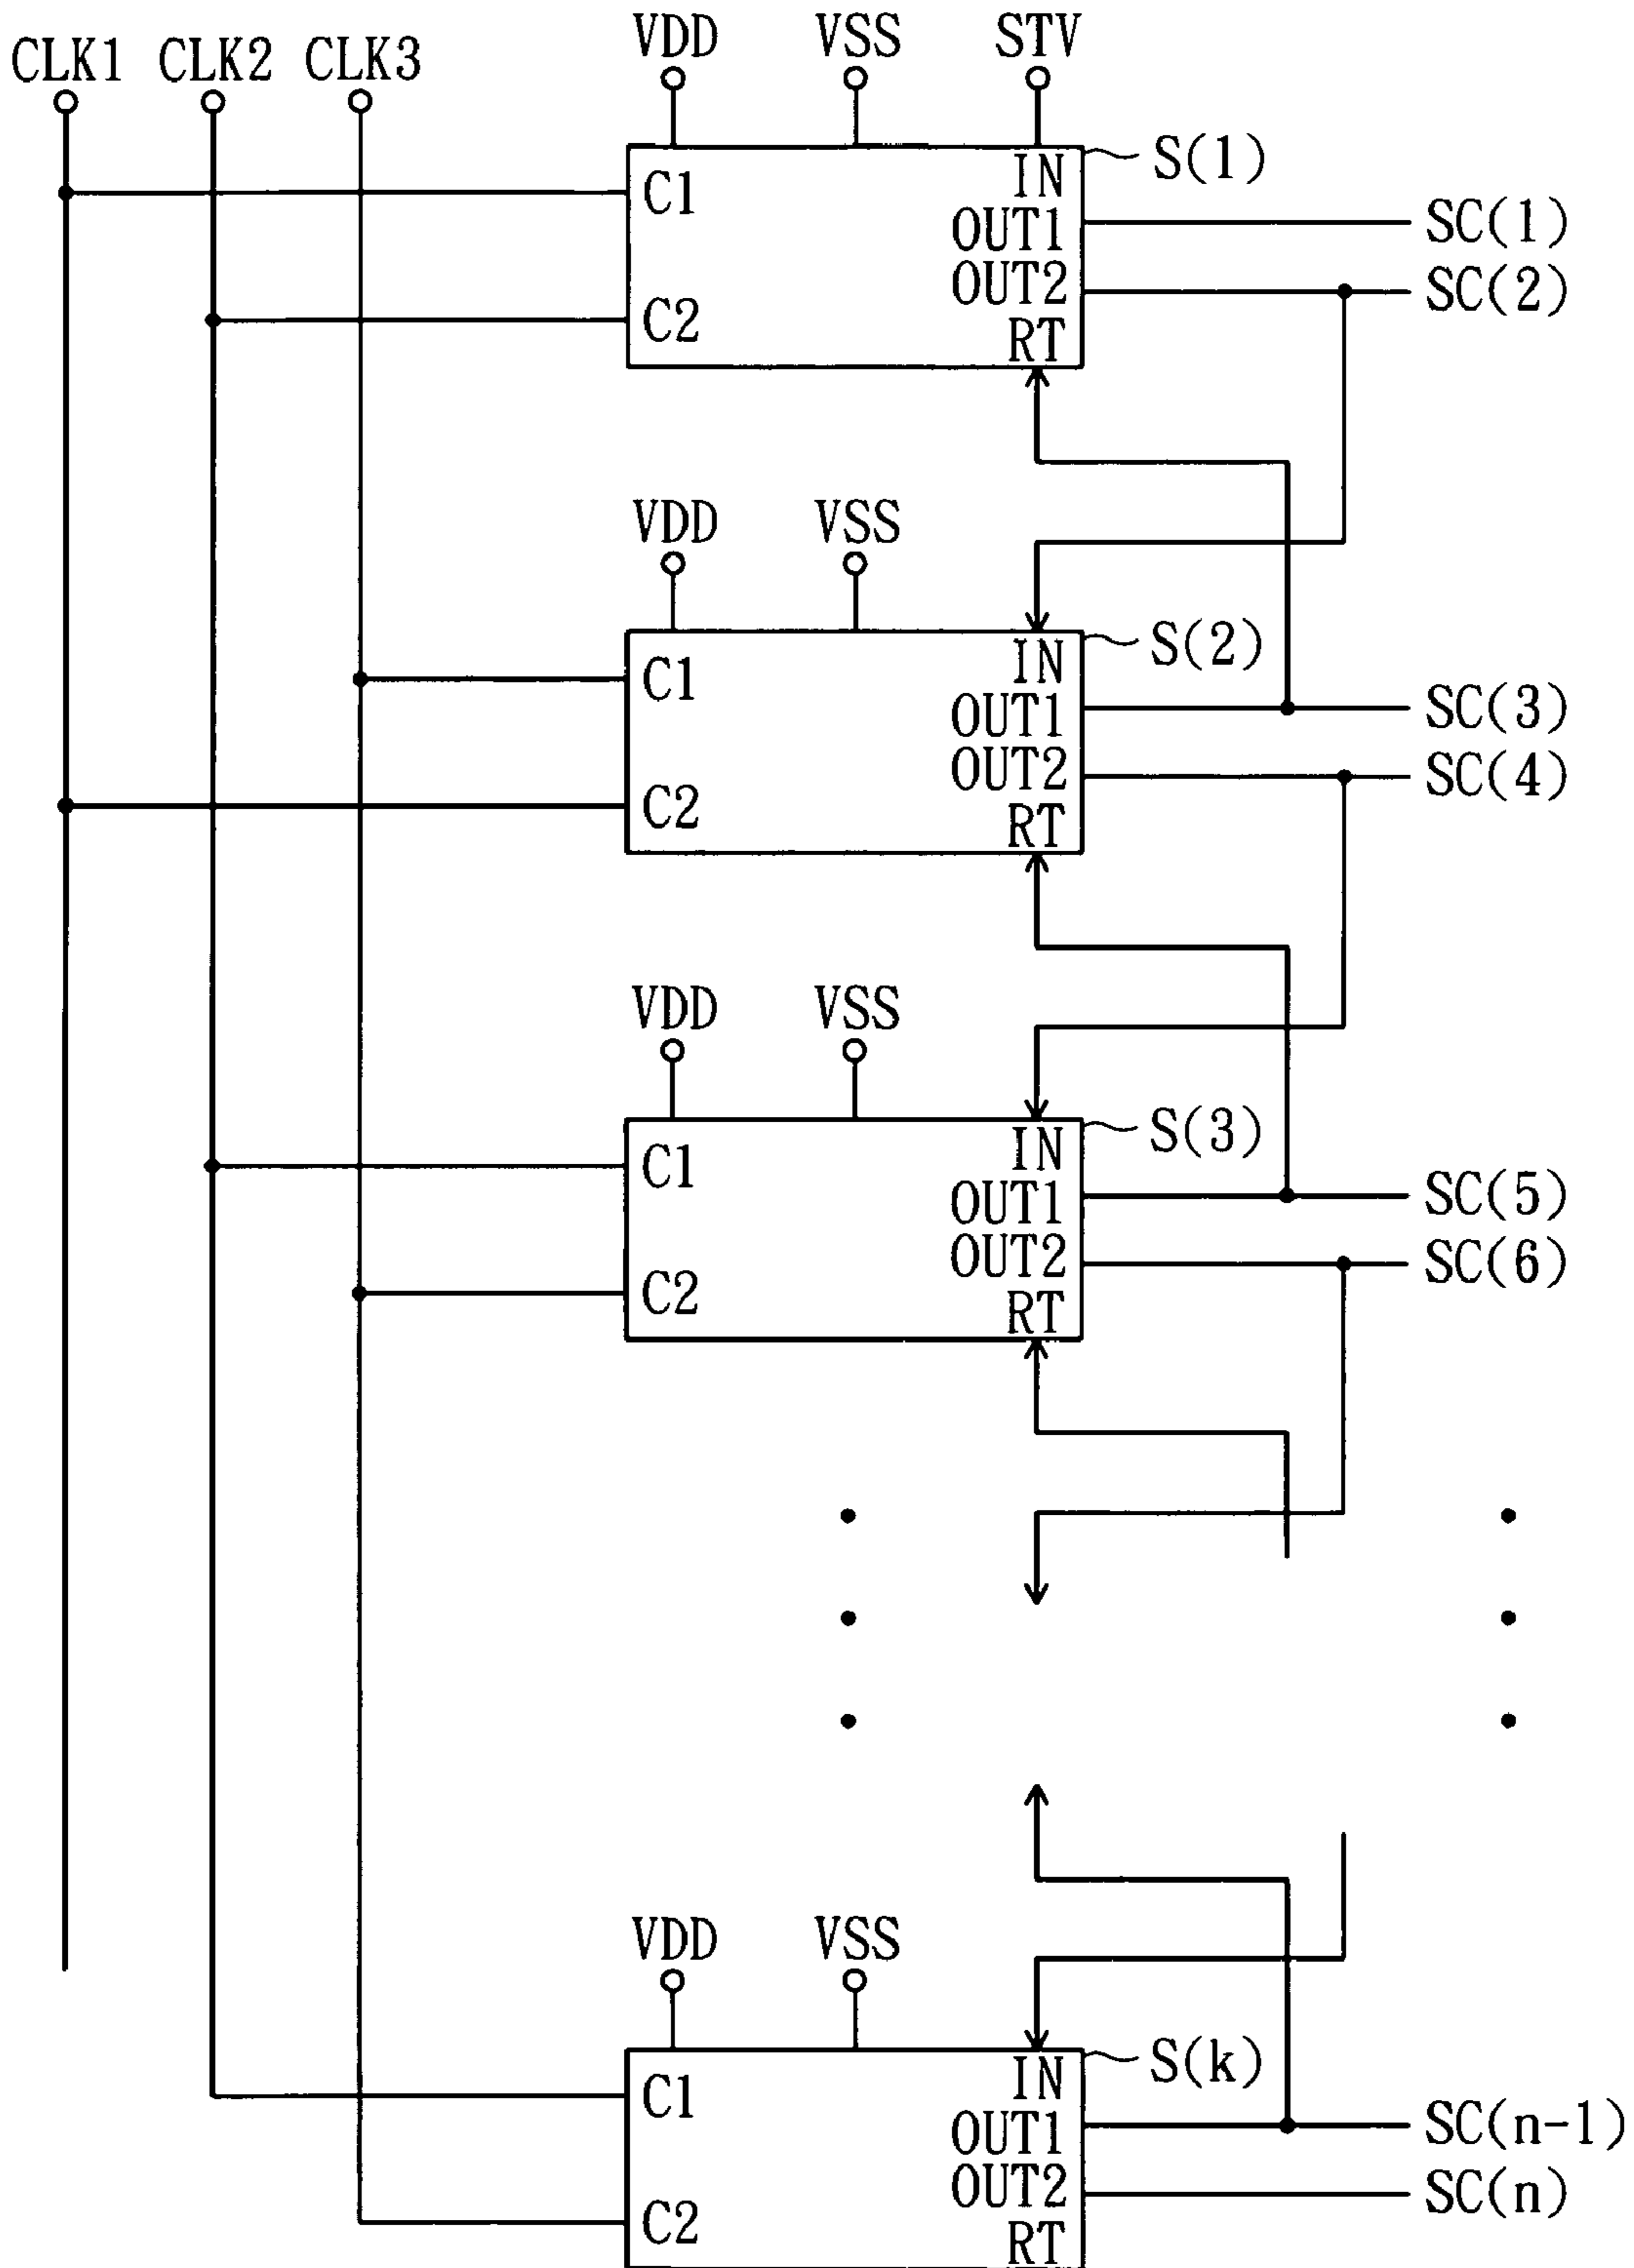 CLK1 CLK2 CLK3 VDD VSS STV
S(1)
C1 IN
OUT1 SC(1)
OUT2 SC(2)
C2 RT
VDD VSS
S(2)
C1 IN
OUT1 SC(3)
OUT2 SC(4)
C2 RT
VDD VSS
S(3)
C1 IN
OUT1 SC(5)
OUT2 SC(6)
C2 RT
VDD VSS
S(k)
C1 IN
OUT1 SC(n-1)
OUT2 SC(n)
C2 RT